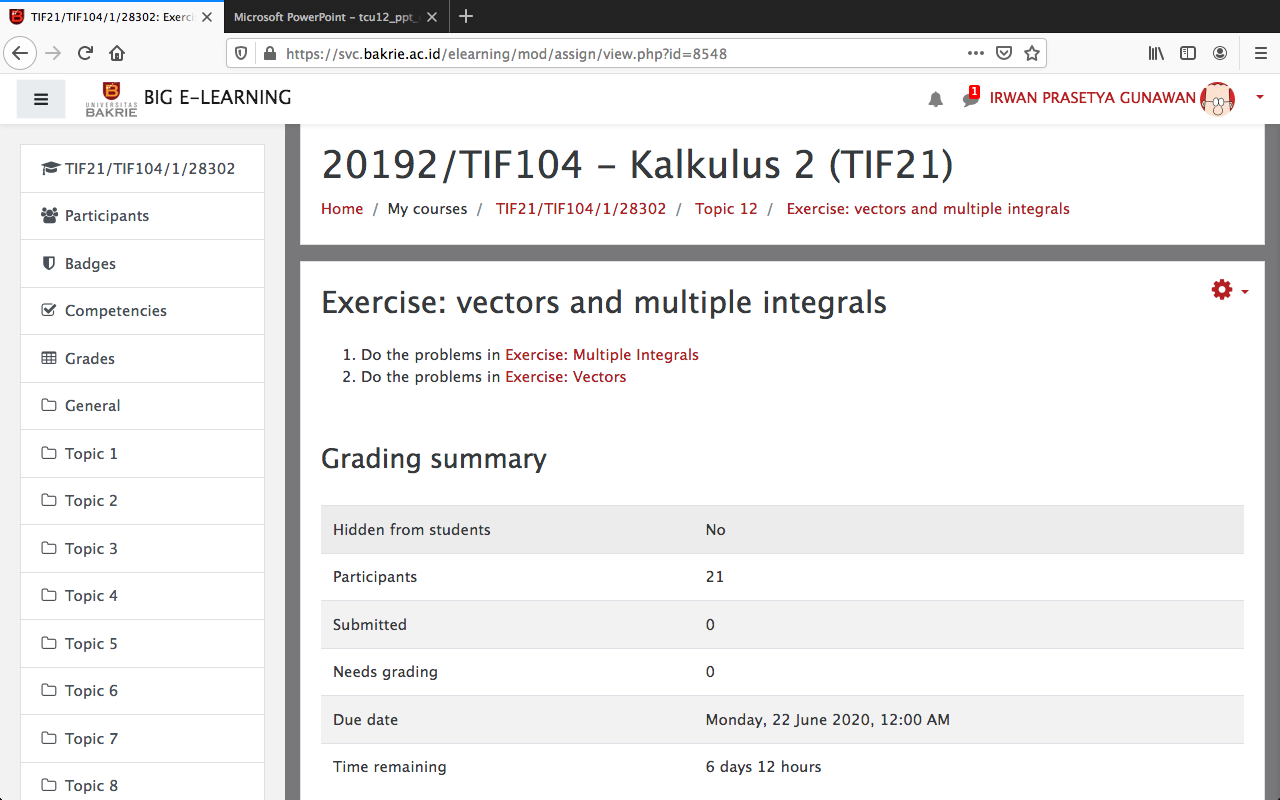 TIF21/TIF104/1/28302: Exerci
Microsoft PowerPoint - tcu12_ppt_
https://svc.bakrie.ac.id/elearning/mod/assign/view.php?id=8548
UNIVERSITAS
BAKRIE
BIG E-LEARNING
1
IRWAN PRASETYA GUNAWAN
TIF21/TIF104/1/28302
Participants
Badges
Competencies
Grades
General
Topic 1
Topic 2
Topic 3
Topic 4
Topic 5
Topic 6
Topic 7
Topic 8
20192/TIF104 - Kalkulus 2 (TIF21)
Home / My courses / TIF21/TIF104/1/28302 / Topic 12 / Exercise: vectors and multiple integrals
Exercise: vectors and multiple integrals
1. Do the problems in Exercise: Multiple Integrals
2. Do the problems in Exercise: Vectors
Grading summary
Hidden from students No
Participants 21
Submitted 0
Needs grading 0
Due date Monday, 22 June 2020, 12:00 AM
Time remaining 6 days 12 hours